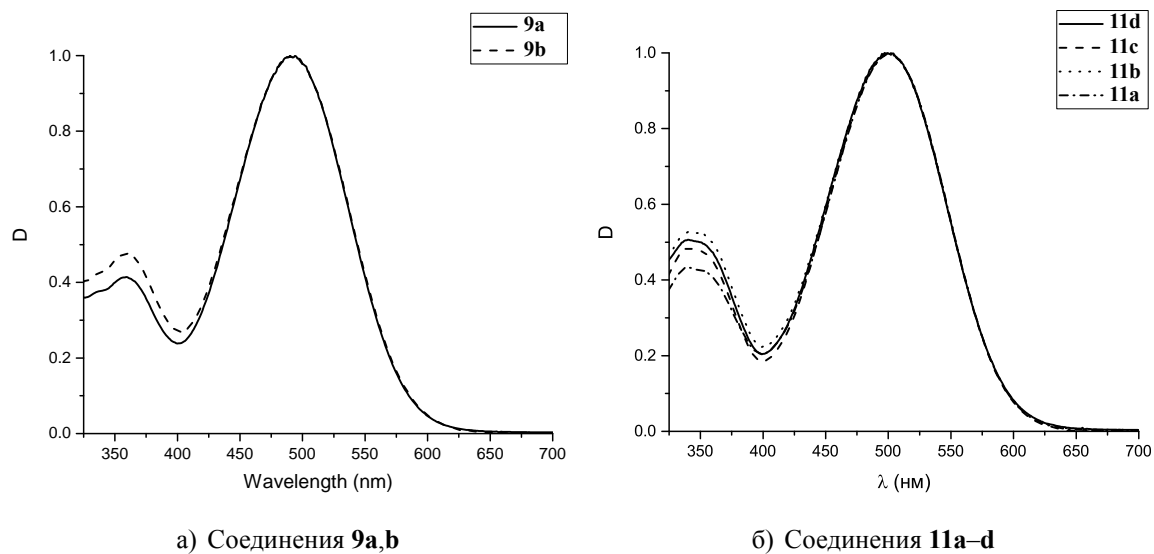 9a
9b
1.0
0.8
0.6
0.4
0.2
0.0
D
350 400 450 500 550 600 650 700
Wavelength (nm)
а) Соединения 9a,b
11d
11c
11b
11a
1.0
0.8
0.6
0.4
0.2
0.0
D
350 400 450 500 550 600 650 700
λ (нм)
б) Соединения 11a–d